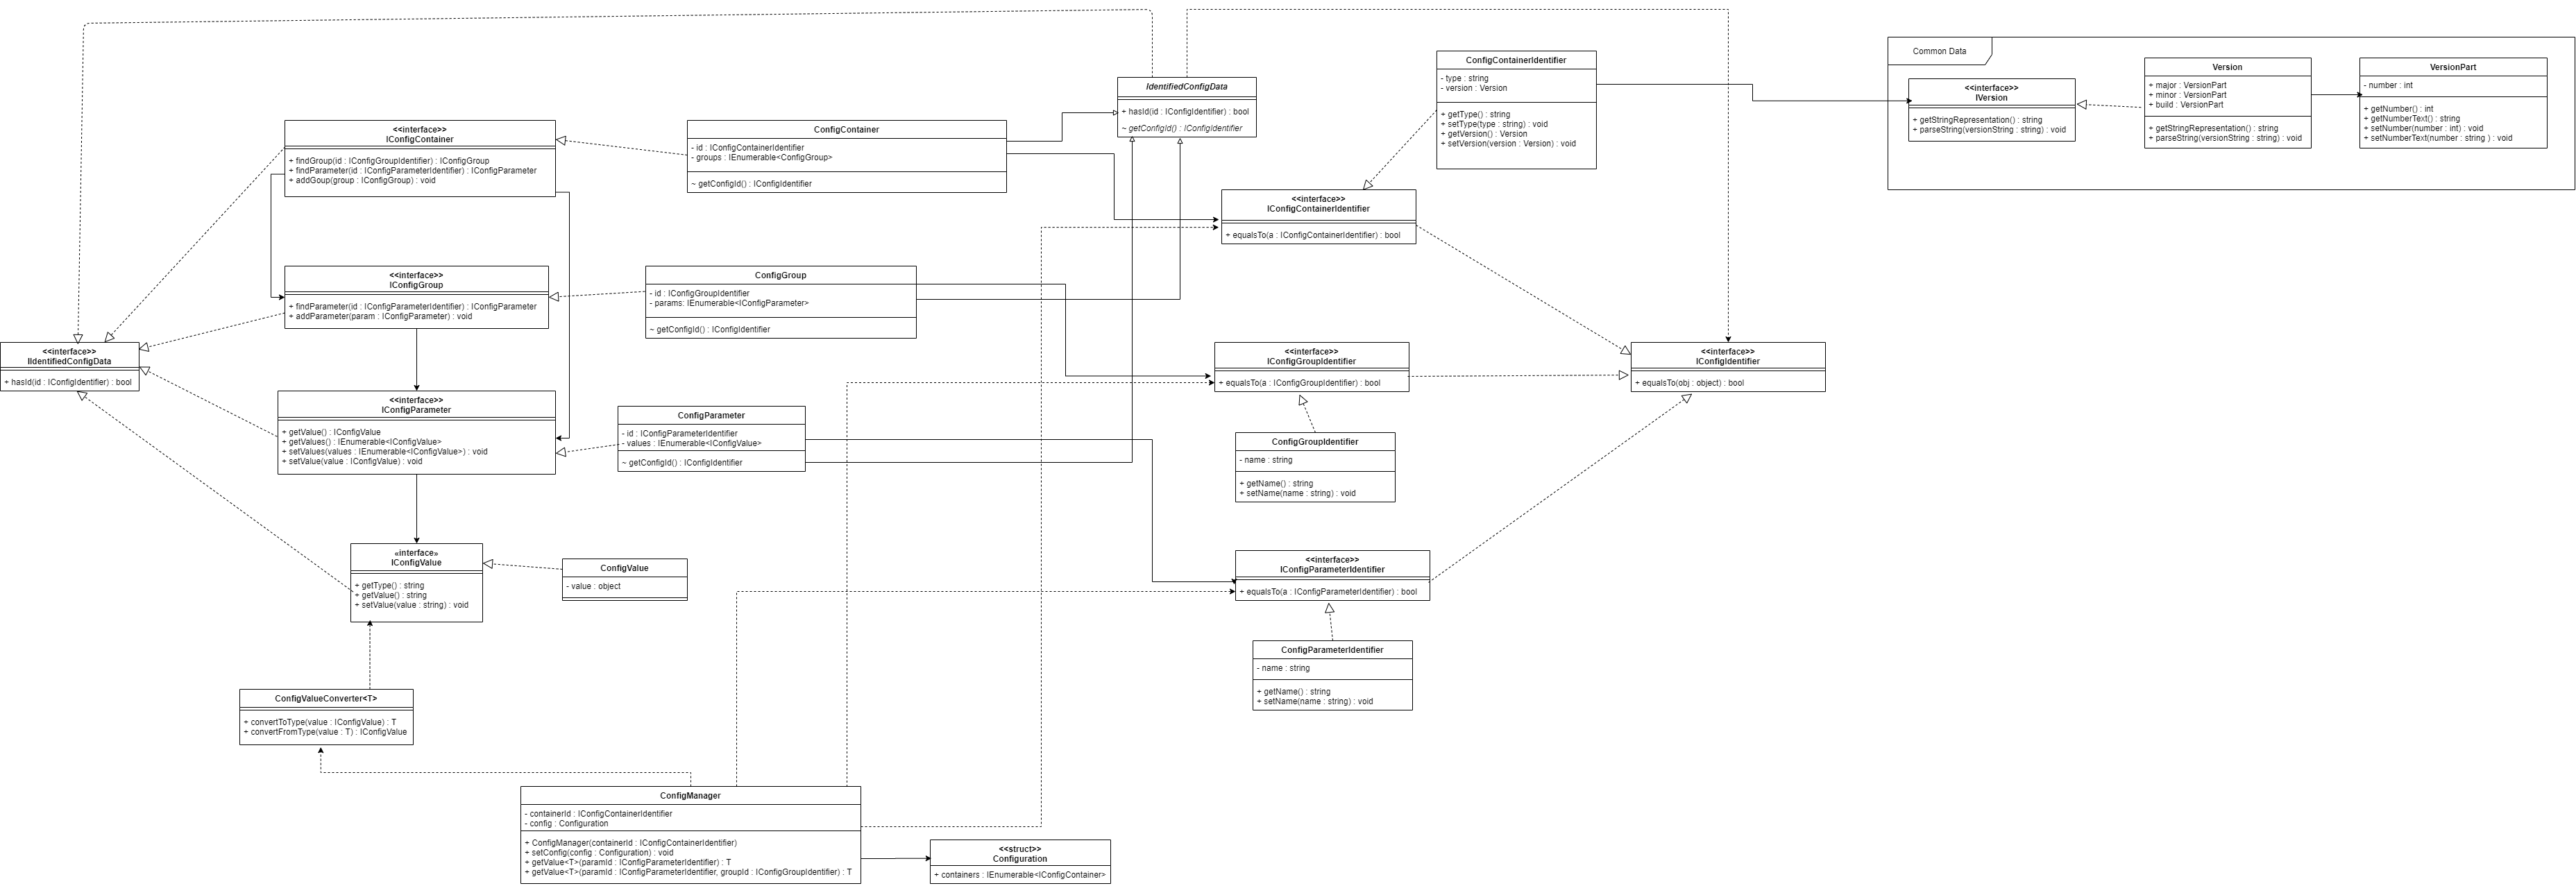 Common Data
<<interface>>
IVersion
+ getStringRepresentation() : string
+ parseString(versionString : string) : void
Version
+ major : VersionPart
+ minor : VersionPart
+ build : VersionPart
+ getStringRepresentation() : string
+ parseString(versionString : string) : void
VersionPart
- number : int
+ getNumber() : int
+ getNumberText() : string
+ setNumber(number : int) : void
+ setNumberText(number : string ) : void
ConfigContainerIdentifier
- type : string
- version : Version
+ getType() : string
+ setType(type : string) : void
+ getVersion() : Version
+ setVersion(version : Version) : void
IdentifiedConfigData
+ hasId(id : IConfigIdentifier) : bool
~ getConfigId() : IConfigIdentifier
<<interface>>
IConfigContainer
+ findGroup(id : IConfigGroupIdentifier) : IConfigGroup
+ findParameter(id : IConfigParameterIdentifier) : IConfigParameter
+ addGoup(group : IConfigGroup) : void
ConfigContainer
- id : IConfigContainerIdentifier
- groups : IEnumerable<ConfigGroup>
~ getConfigId() : IConfigIdentifier
<<interface>>
IConfigContainerIdentifier
+ equalsTo(a : IConfigContainerIdentifier) : bool
<<interface>>
IConfigGroup
+ findParameter(id : IConfigParameterIdentifier) : IConfigParameter
+ addParameter(param : IConfigParameter) : void
ConfigGroup
- id : IConfigGroupIdentifier
- params: IEnumerable<IConfigParameter>
~ getConfigId() : IConfigIdentifier
<<interface>>
IIdentifiedConfigData
+ hasId(id : IConfigIdentifier) : bool
<<interface>>
IConfigGroupIdentifier
+ equalsTo(a : IConfigGroupIdentifier) : bool
<<interface>>
IConfigIdentifier
+ equalsTo(obj : object) : bool
<<interface>>
IConfigParameter
+ getValue() : IConfigValue
+ getValues() : IEnumerable<IConfigValue>
+ setValues(values : IEnumerable<IConfigValue>) : void
+ setValue(value : IConfigValue) : void
ConfigParameter
- id : IConfigParameterIdentifier
- values : IEnumerable<IConfigValue>
~ getConfigId() : IConfigIdentifier
ConfigGroupIdentifier
- name : string
+ getName() : string
+ setName(name : string) : void
«interface»
IConfigValue
+ getType() : string
+ getValue() : string
+ setValue(value : string) : void
ConfigValue
- value : object
<<interface>>
IConfigParameterIdentifier
+ equalsTo(a : IConfigParameterIdentifier) : bool
ConfigParameterIdentifier
- name : string
+ getName() : string
+ setName(name : string) : void
ConfigValueConverter<T>
+ convertToType(value : IConfigValue) : T
+ convertFromType(value : T) : IConfigValue
ConfigManager
- containerId : IConfigContainerIdentifier
- config : Configuration
+ ConfigManager(containerId : IConfigContainerIdentifier)
+ setConfig(config : Configuration) : void
+ getValue<T>(paramId : IConfigParameterIdentifier) : T
+ getValue<T>(paramId : IConfigParameterIdentifier, groupId : IConfigGroupIdentifier) : T
<<struct>>
Configuration
+ containers : IEnumerable<IConfigContainer>